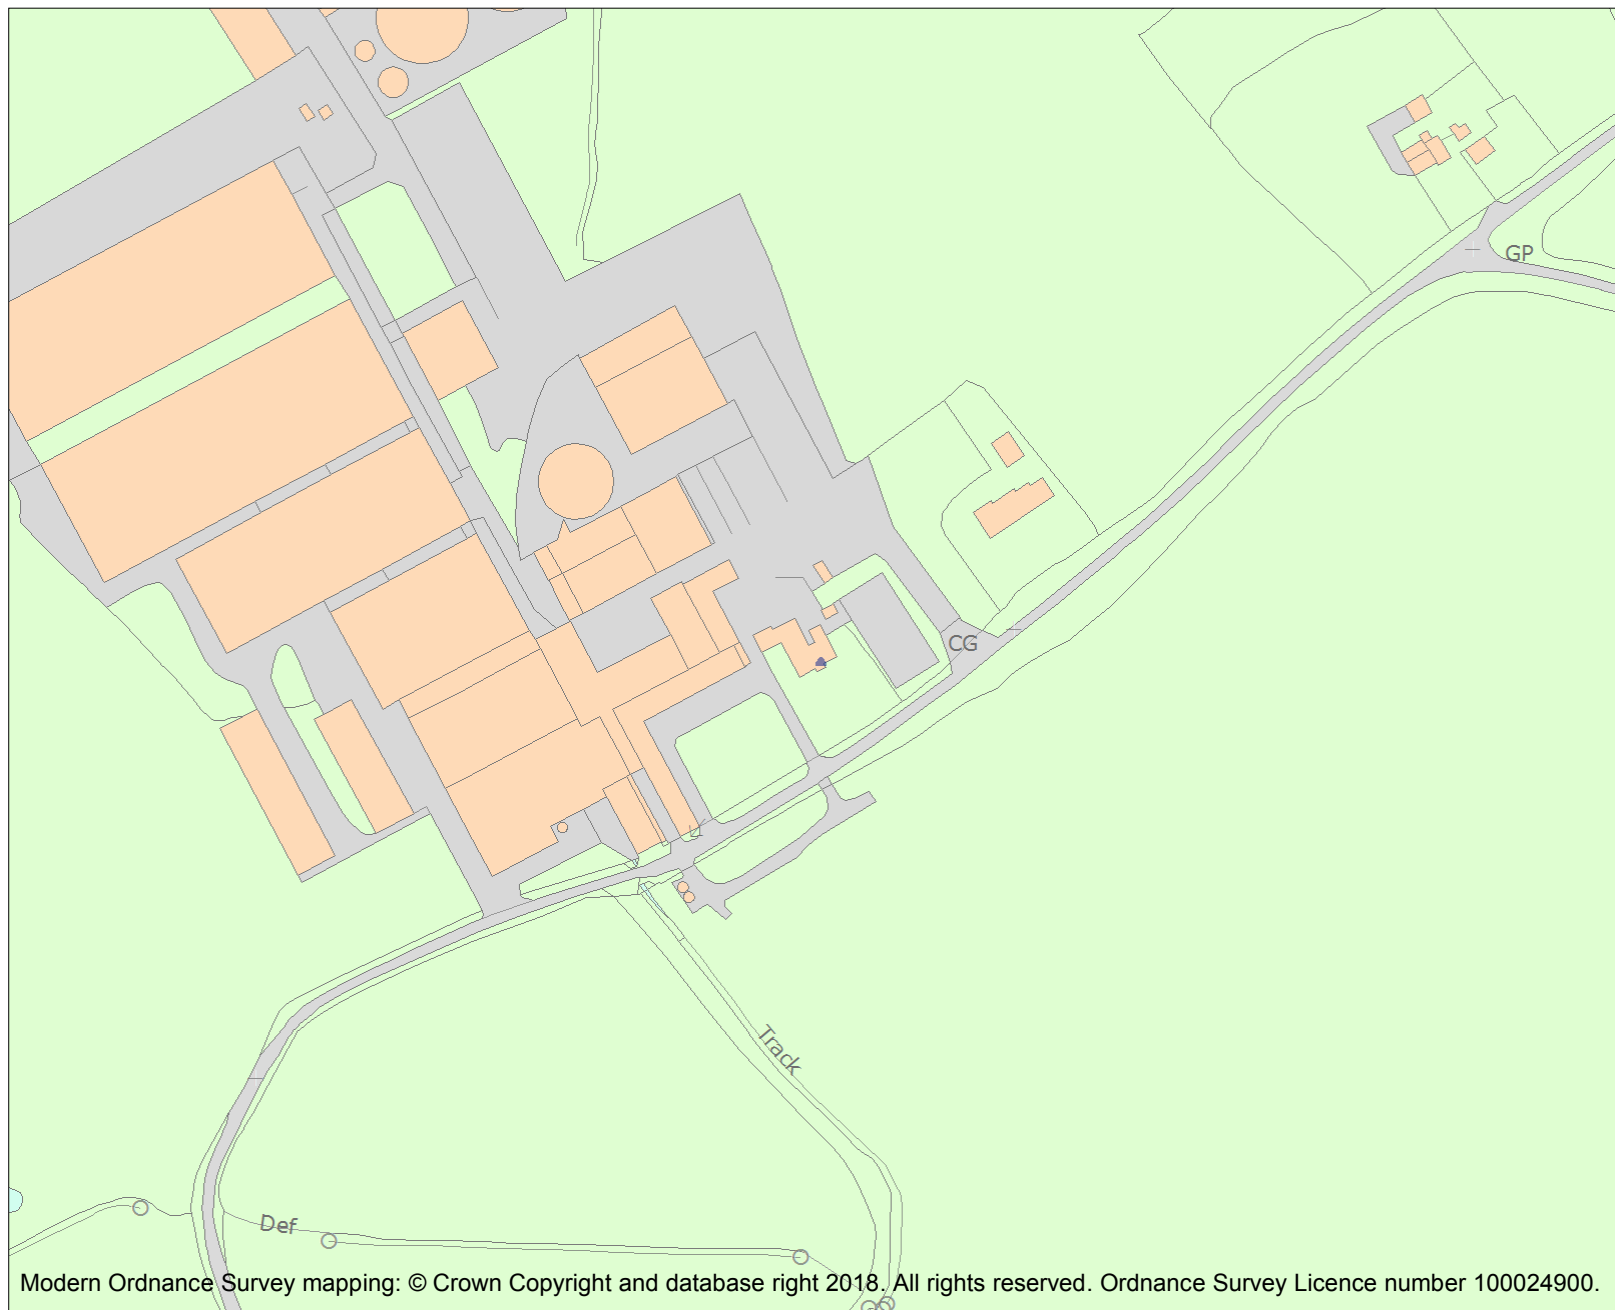 GP
CG
Track
Def
Modern Ordnance Survey mapping: © Crown Copyright and database right 2018. All rights reserved. Ordnance Survey Licence number 100024900.